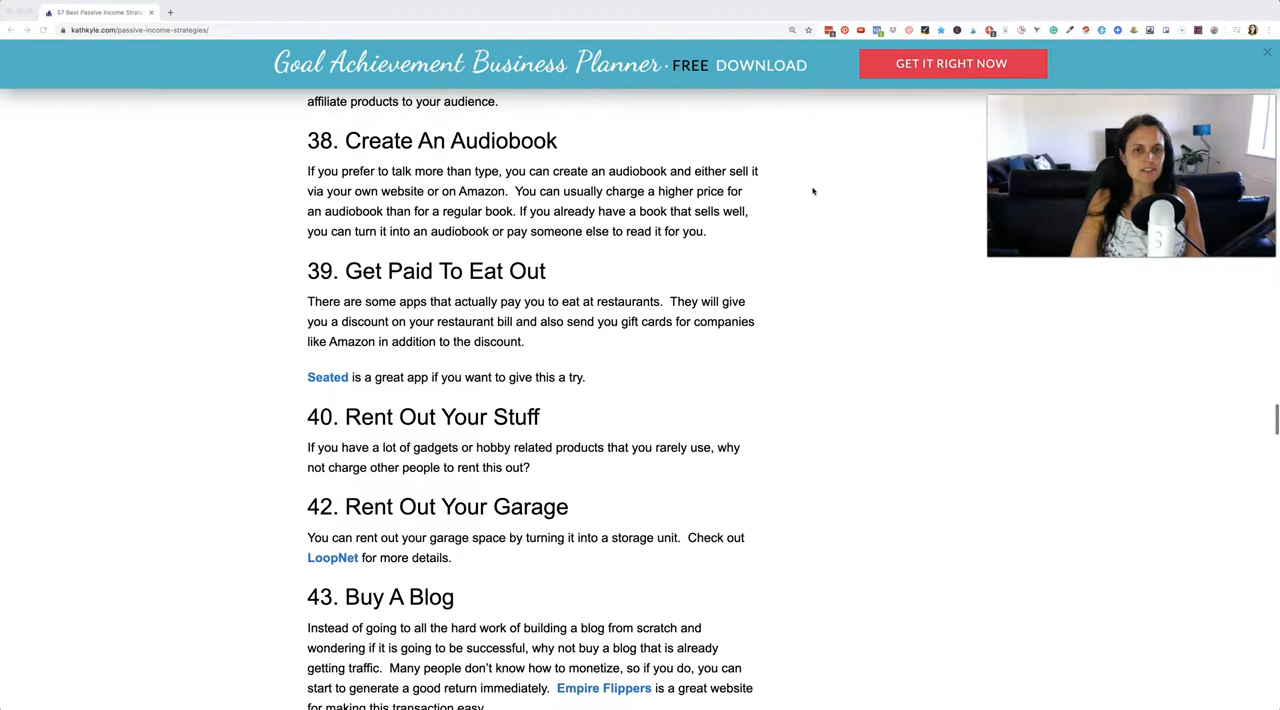 57 Best Passive Income Strate
kathkyle.com/passive-income-strategies/
Goal Achievement Business Planner · FREE DOWNLOAD
GET IT RIGHT NOW
affiliate products to your audience.
38. Create An Audiobook
If you prefer to talk more than type, you can create an audiobook and either sell it
via your own website or on Amazon.  You can usually charge a higher price for
an audiobook than for a regular book. If you already have a book that sells well,
you can turn it into an audiobook or pay someone else to read it for you.
39. Get Paid To Eat Out
There are some apps that actually pay you to eat at restaurants.  They will give
you a discount on your restaurant bill and also send you gift cards for companies
like Amazon in addition to the discount.
Seated is a great app if you want to give this a try.
40. Rent Out Your Stuff
If you have a lot of gadgets or hobby related products that you rarely use, why
not charge other people to rent this out?
42. Rent Out Your Garage
You can rent out your garage space by turning it into a storage unit.  Check out
LoopNet for more details.
43. Buy A Blog
Instead of going to all the hard work of building a blog from scratch and
wondering if it is going to be successful, why not buy a blog that is already
getting traffic.  Many people don't know how to monetize, so if you do, you can
start to generate a good return immediately.  Empire Flippers is a great website
for making this transaction easy.